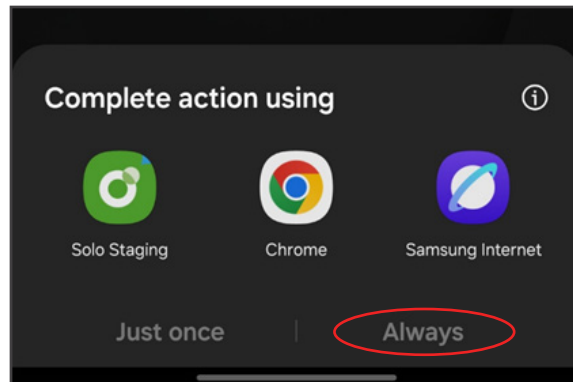 Complete action using
Solo Staging Chrome Samsung Internet
Just once Always